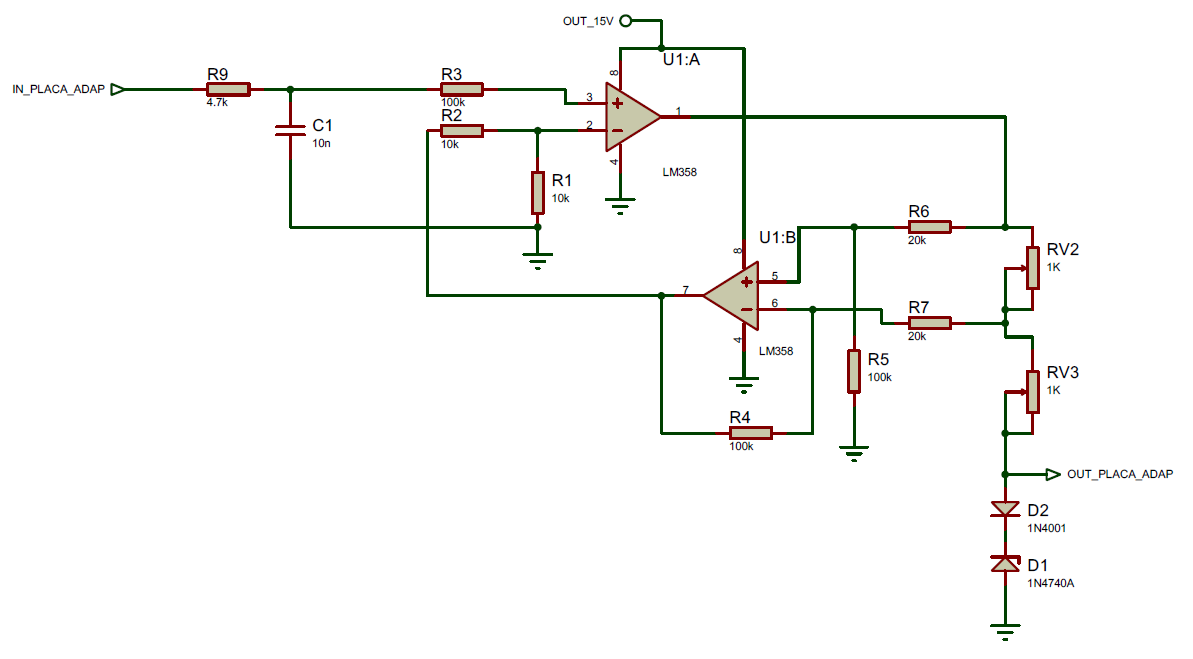 OUT_15V
U1:A
8
IN_PLACA_ADAP
R9
4.7k
R3
100k
3
1
R2
10k
2
C1
10n
4
LM358
R1
10k
R6
20k
U1:B
8
RV2
1K
5
7
6
R7
20k
4
LM358
R5
100k
RV3
1K
R4
100k
OUT_PLACA_ADAP
D2
1N4001
D1
1N4740A